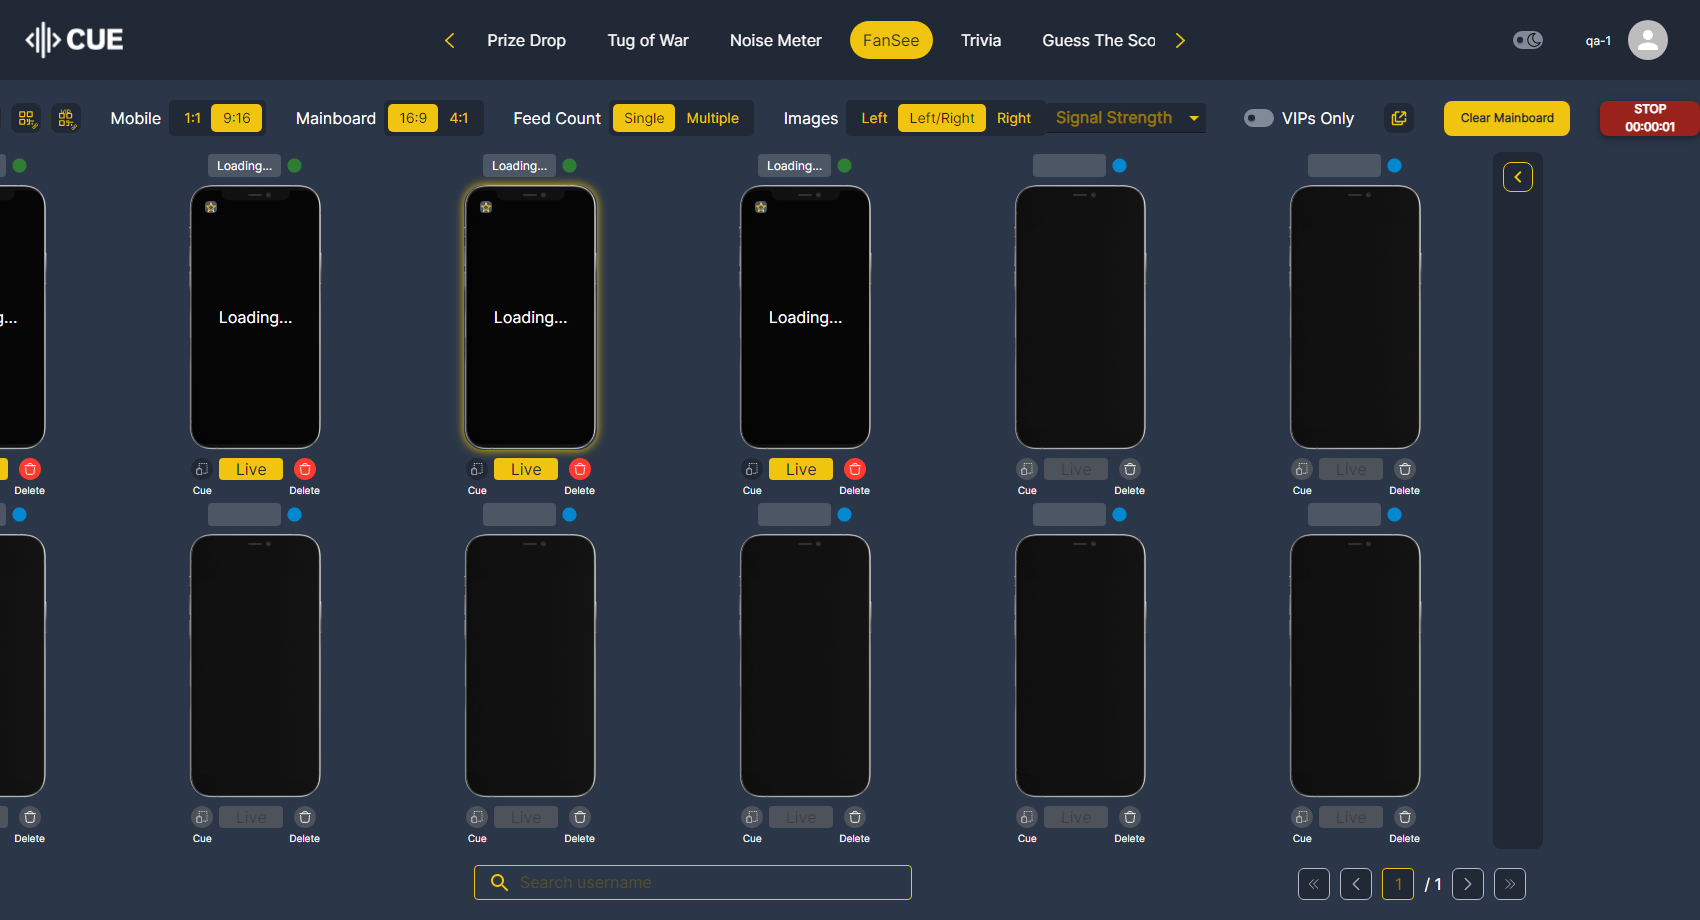 CUE
Prize Drop Tug of War Noise Meter FanSee Trivia Guess The Sco
qa-1
Mobile 1:1 9:16 Mainboard 16:9 4:1 Feed Count Single Multiple Images Left Left/Right Right Signal Strength VIPs Only Clear Mainboard STOP
00:00:01
Loading... Loading... Loading...
g... Loading... Loading... Loading...
Live Live Live Live Live
Delete Cue Delete Cue Delete Cue Delete Cue Delete Cue Delete
Live Live Live Live Live
Delete Cue Delete Cue Delete Cue Delete Cue Delete Cue Delete
Search username
1 / 1